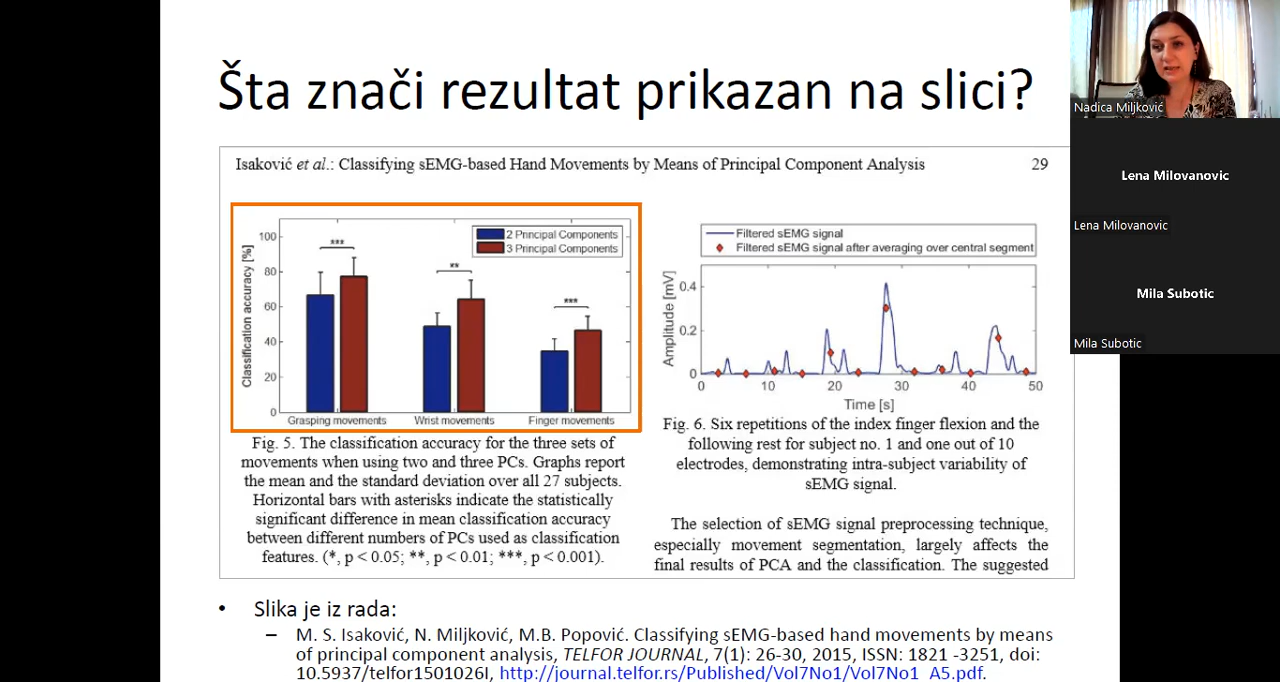 Šta znači rezultat prikazan na slici?
Isaković et al.: Classifying sEMG-based Hand Movements by Means of Principal Component Analysis 29
Classification accuracy [%]
100
80
60
40
20
0
2 Principal Components
3 Principal Components
***
**
***
Grasping movements Wrist movements Finger movements
Fig. 5. The classification accuracy for the three sets of
movements when using two and three PCs. Graphs report
the mean and the standard deviation over all 27 subjects.
Horizontal bars with asterisks indicate the statistically
significant difference in mean classification accuracy
between different numbers of PCs used as classification
features. (*, p < 0.05; **, p < 0.01; ***, p < 0.001).
Filtered sEMG signal
Filtered sEMG signal after averaging over central segment
Amplitude [mV]
0.4
0.2
0
0 10 20 30 40 50
Time [s]
Fig. 6. Six repetitions of the index finger flexion and the
following rest for subject no. 1 and one out of 10
electrodes, demonstrating intra-subject variability of
sEMG signal.
The selection of sEMG signal preprocessing technique,
especially movement segmentation, largely affects the
final results of PCA and the classification. The suggested
• Slika je iz rada:
– M. S. Isaković, N. Miljković, M.B. Popović. Classifying sEMG-based hand movements by means
of principal component analysis, TELFOR JOURNAL, 7(1): 26-30, 2015, ISSN: 1821 -3251, doi:
10.5937/telfor1501026I, http://journal.telfor.rs/Published/Vol7No1/Vol7No1_A5.pdf.
Nadica Miljković
Lena Milovanovic
Lena Milovanovic
Mila Subotic
Mila Subotic